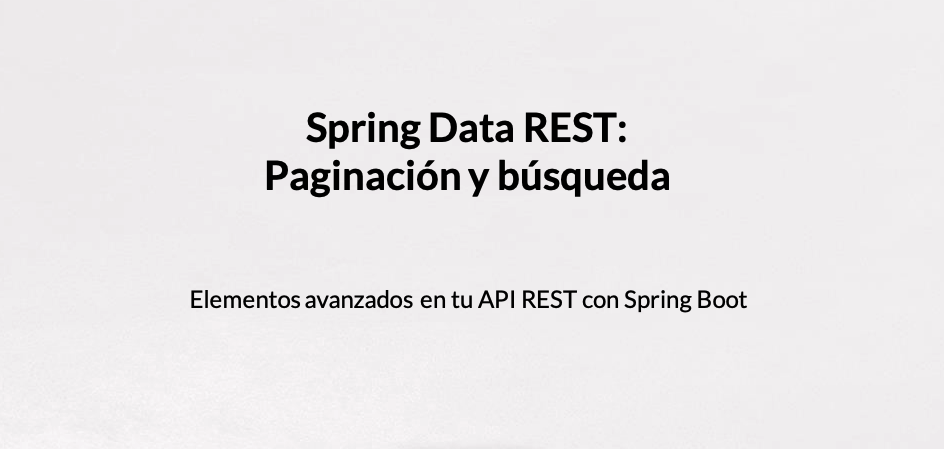 Spring Data REST:
Paginación y búsqueda
Elementos avanzados en tu API REST con Spring Boot